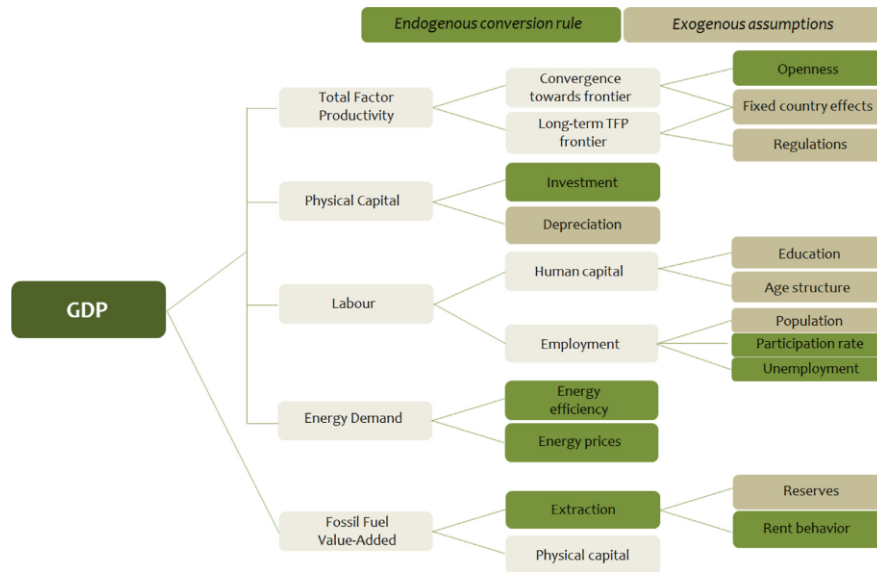 Endogenous conversion rule
Exogenous assumptions
GDP
Total Factor
Productivity
Convergence
towards frontier
Long-term TFP
frontier
Openness
Fixed country effects
Regulations
Physical Capital
Investment
Depreciation
Labour
Human capital
Education
Age structure
Employment
Population
Participation rate
Unemployment
Energy Demand
Energy
efficiency
Energy prices
Fossil Fuel
Value-Added
Extraction
Reserves
Rent behavior
Physical capital